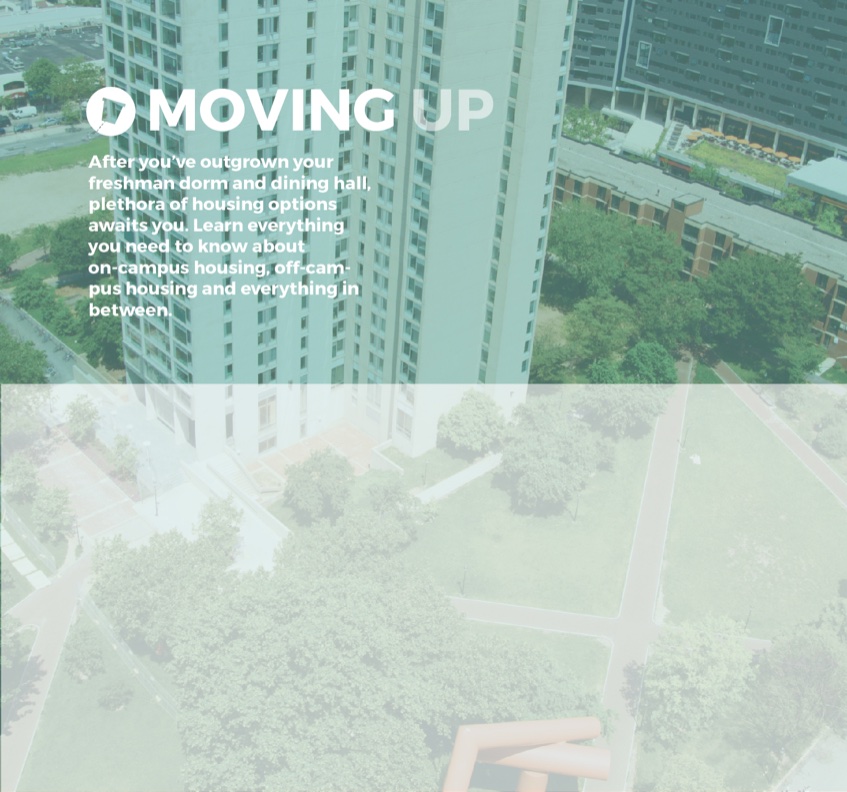 MOVING UP
After you've outgrown your
freshman dorm and dining hall,
plethora of housing options
awaits you. Learn everything
you need to know about
on-campus housing, off-cam-
pus housing and everything in
between.